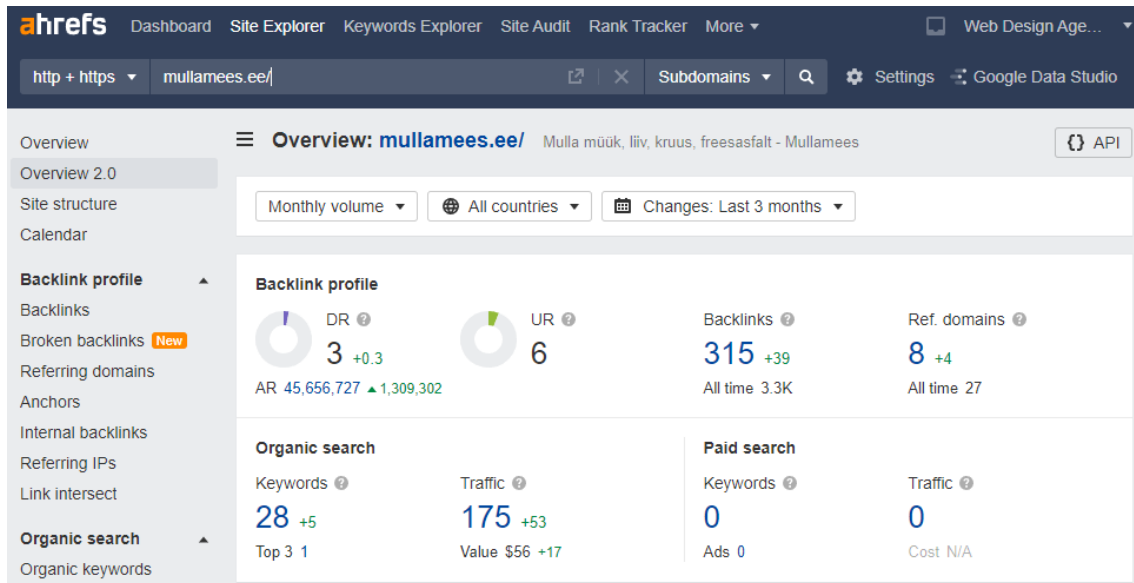 ahrefs Dashboard Site Explorer Keywords Explorer Site Audit Rank Tracker More Web Design Age...
http + https mullamees.ee/ Subdomains Settings Google Data Studio
Overview
Overview 2.0
Site structure
Calendar
Backlink profile
Backlinks
Broken backlinks New
Referring domains
Anchors
Internal backlinks
Referring IPs
Link intersect
Organic search
Organic keywords
Overview: mullamees.ee/ Mulla müük, liiv, kruus, freesasfalt - Mullamees {} API
Monthly volume All countries Changes: Last 3 months
Backlink profile
DR UR Backlinks Ref. domains
3 +0.3 6 315 +39 8 +4
AR 45,656,727 1,309,302 All time 3.3K All time 27
Organic search Paid search
Keywords Traffic Keywords Traffic
28 +5 175 +53 0 0
Top 3 1 Value $56 +17 Ads 0 Cost N/A